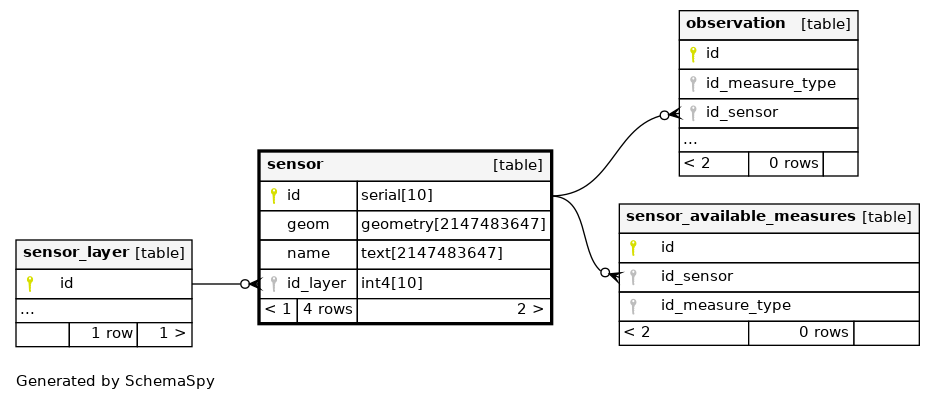 observation [table]
id
id_measure_type
id_sensor
...
< 2 0 rows
sensor [table]
id serial[10]
geom geometry[2147483647]
name text[2147483647]
id_layer int4[10]
< 1 4 rows 2 >
sensor_available_measures [table]
id
id_sensor
id_measure_type
< 2 0 rows
sensor_layer [table]
id
...
1 row 1 >
Generated by SchemaSpy